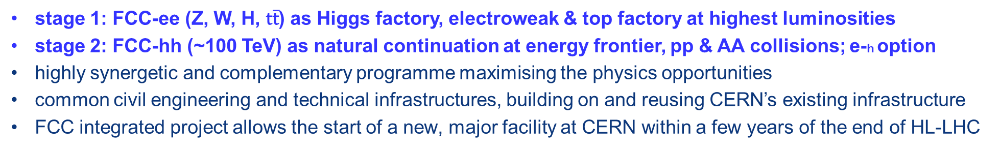 • stage 1: FCC-ee (Z, W, H, tt̄) as Higgs factory, electroweak & top factory at highest luminosities
• stage 2: FCC-hh (~100 TeV) as natural continuation at energy frontier, pp & AA collisions; e-h option
• highly synergetic and complementary programme maximising the physics opportunities
• common civil engineering and technical infrastructures, building on and reusing CERN’s existing infrastructure
• FCC integrated project allows the start of a new, major facility at CERN within a few years of the end of HL-LHC